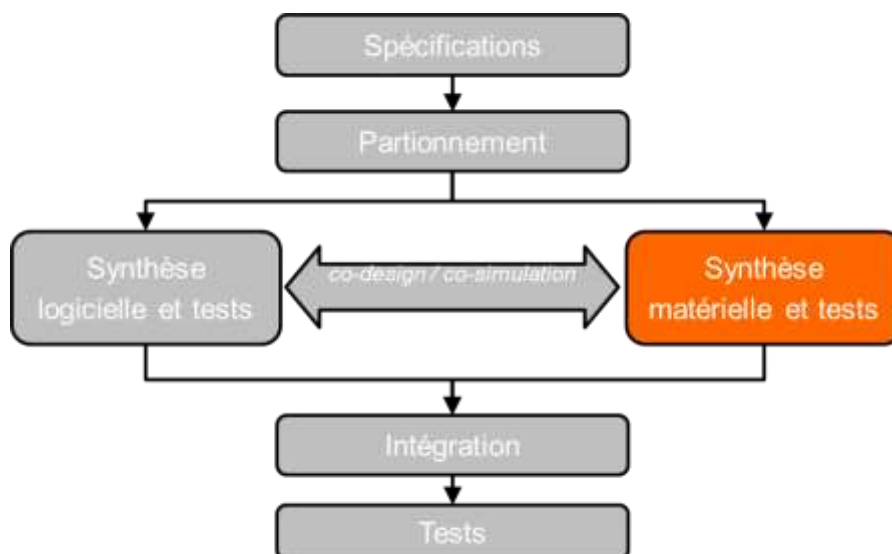 Spécifications
Partionnement
Synthèse
logicielle et tests
co-design / co-simulation
Synthèse
matérielle et tests
Intégration
Tests